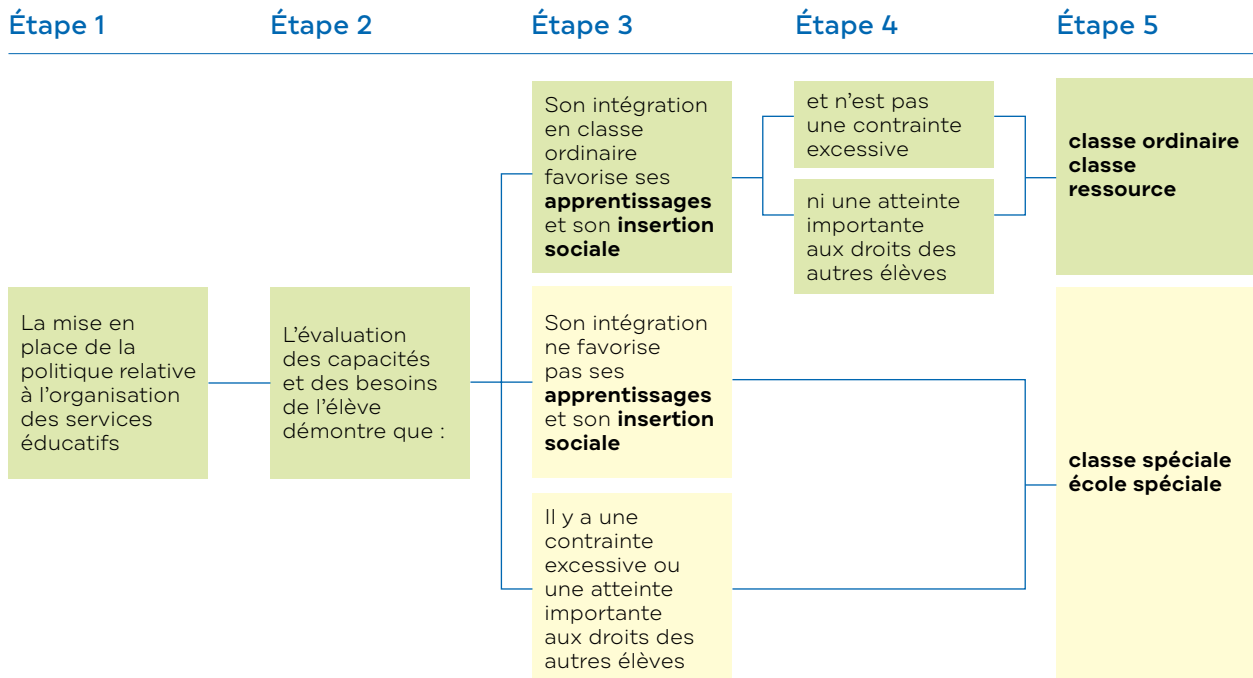 Étape 1
Étape 2
Étape 3
Étape 4
Étape 5
La mise en
place de la
politique relative
à l’organisation
des services
éducatifs
L’évaluation
des capacités
et des besoins
de l’élève
démontre que :
Son intégration
en classe
ordinaire
favorise ses
apprentissages
et son insertion
sociale
et n’est pas
une contrainte
excessive
ni une atteinte
importante
aux droits des
autres élèves
classe ordinaire
classe
ressource
Son intégration
ne favorise
pas ses
apprentissages
et son insertion
sociale
Il y a une
contrainte
excessive ou
une atteinte
importante
aux droits des
autres élèves
classe spéciale
école spéciale